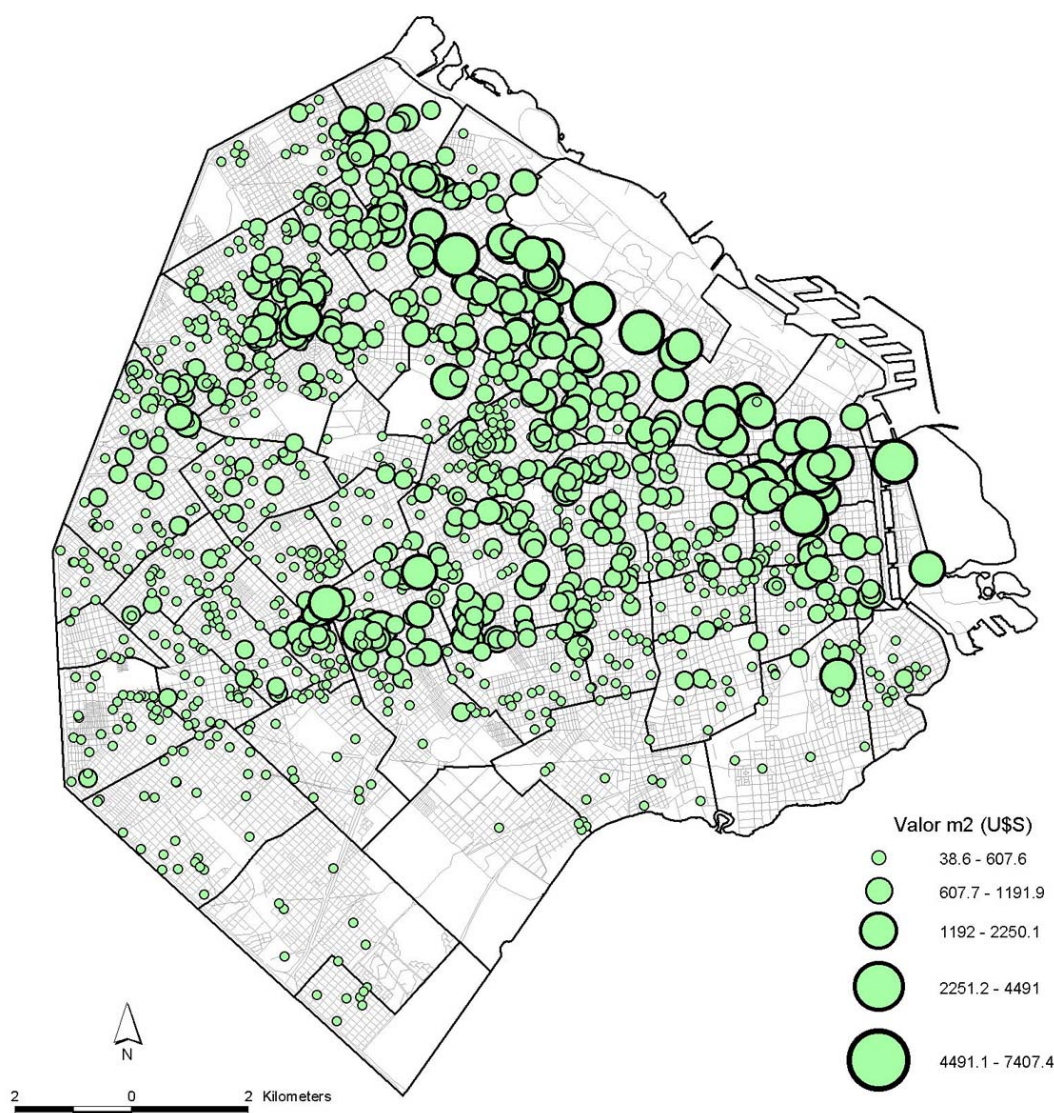 Valor m2 (U$S)
38.6 - 607.6
607.7 - 1191.9
1192 - 2250.1
2251.2 - 4491
4491.1 - 7407.4
N
2 0 2 Kilometers